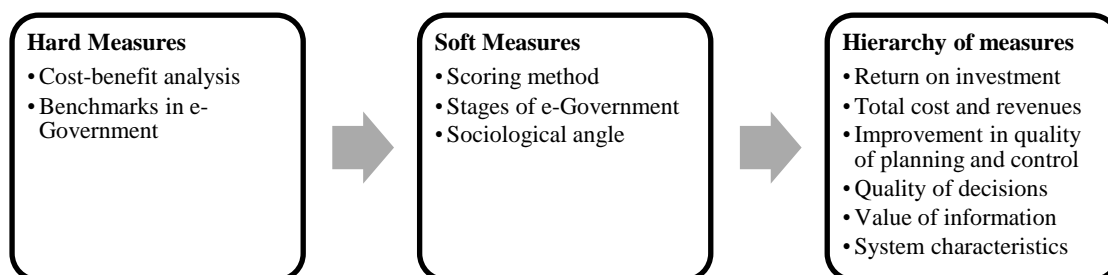 Hard Measures
• Cost-benefit analysis
• Benchmarks in e-
Government
Soft Measures
• Scoring method
• Stages of e-Government
• Sociological angle
Hierarchy of measures
• Return on investment
• Total cost and revenues
• Improvement in quality
of planning and control
• Quality of decisions
• Value of information
• System characteristics